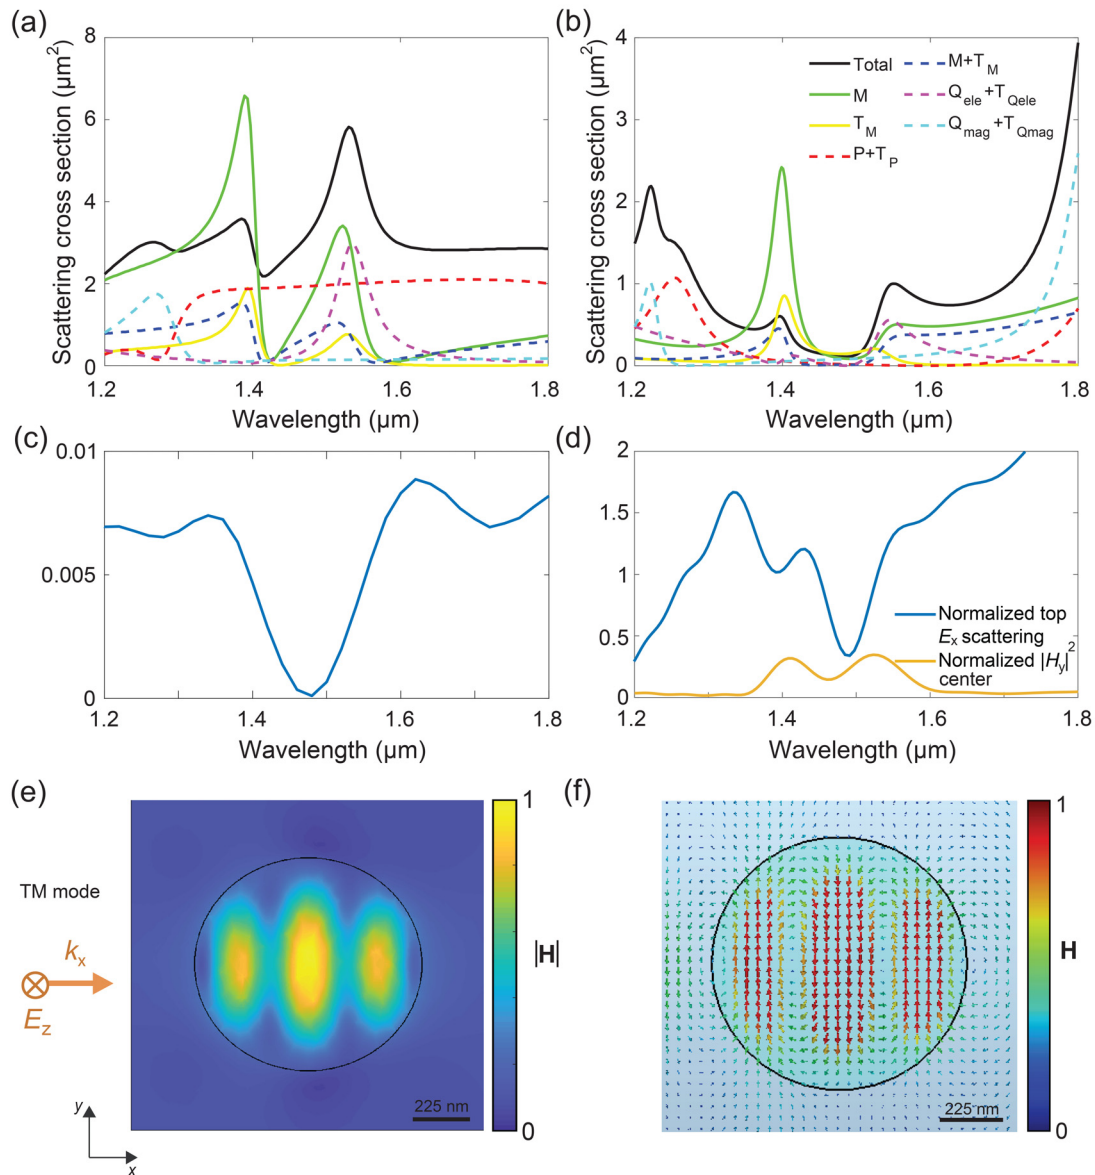 (a)
Scattering cross section (µm²)
8
6
4
2
0
1.2
1.4
1.6
1.8
Wavelength (µm)
(b)
Scattering cross section (µm²)
4
3
2
1
0
1.2
1.4
1.6
1.8
Wavelength (µm)
Total
M
T_M
P+T_P
M+T_M
Q_ele+T_Qele
Q_mag+T_Qmag
(c)
0.01
0.005
0
1.2
1.4
1.6
1.8
Wavelength (µm)
(d)
2
1.5
1
0.5
0
1.2
1.4
1.6
1.8
Wavelength (µm)
Normalized top
E_x scattering
Normalized |H_y|²
center
(e)
TM mode
k_x
E_z
y
x
225 nm
1
|H|
0
(f)
225 nm
1
H
0